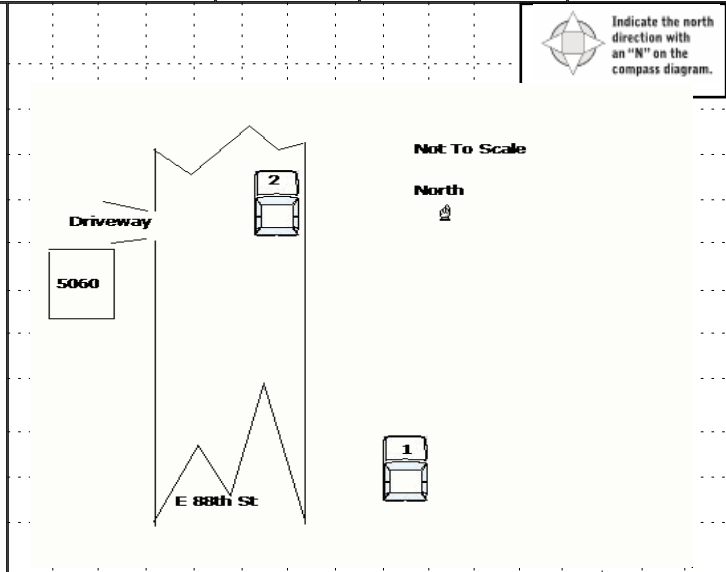 Indicate the north
direction with
an “N” on the
compass diagram.
Not To Scale
2
North
Driveway
5060
1
E 88th St